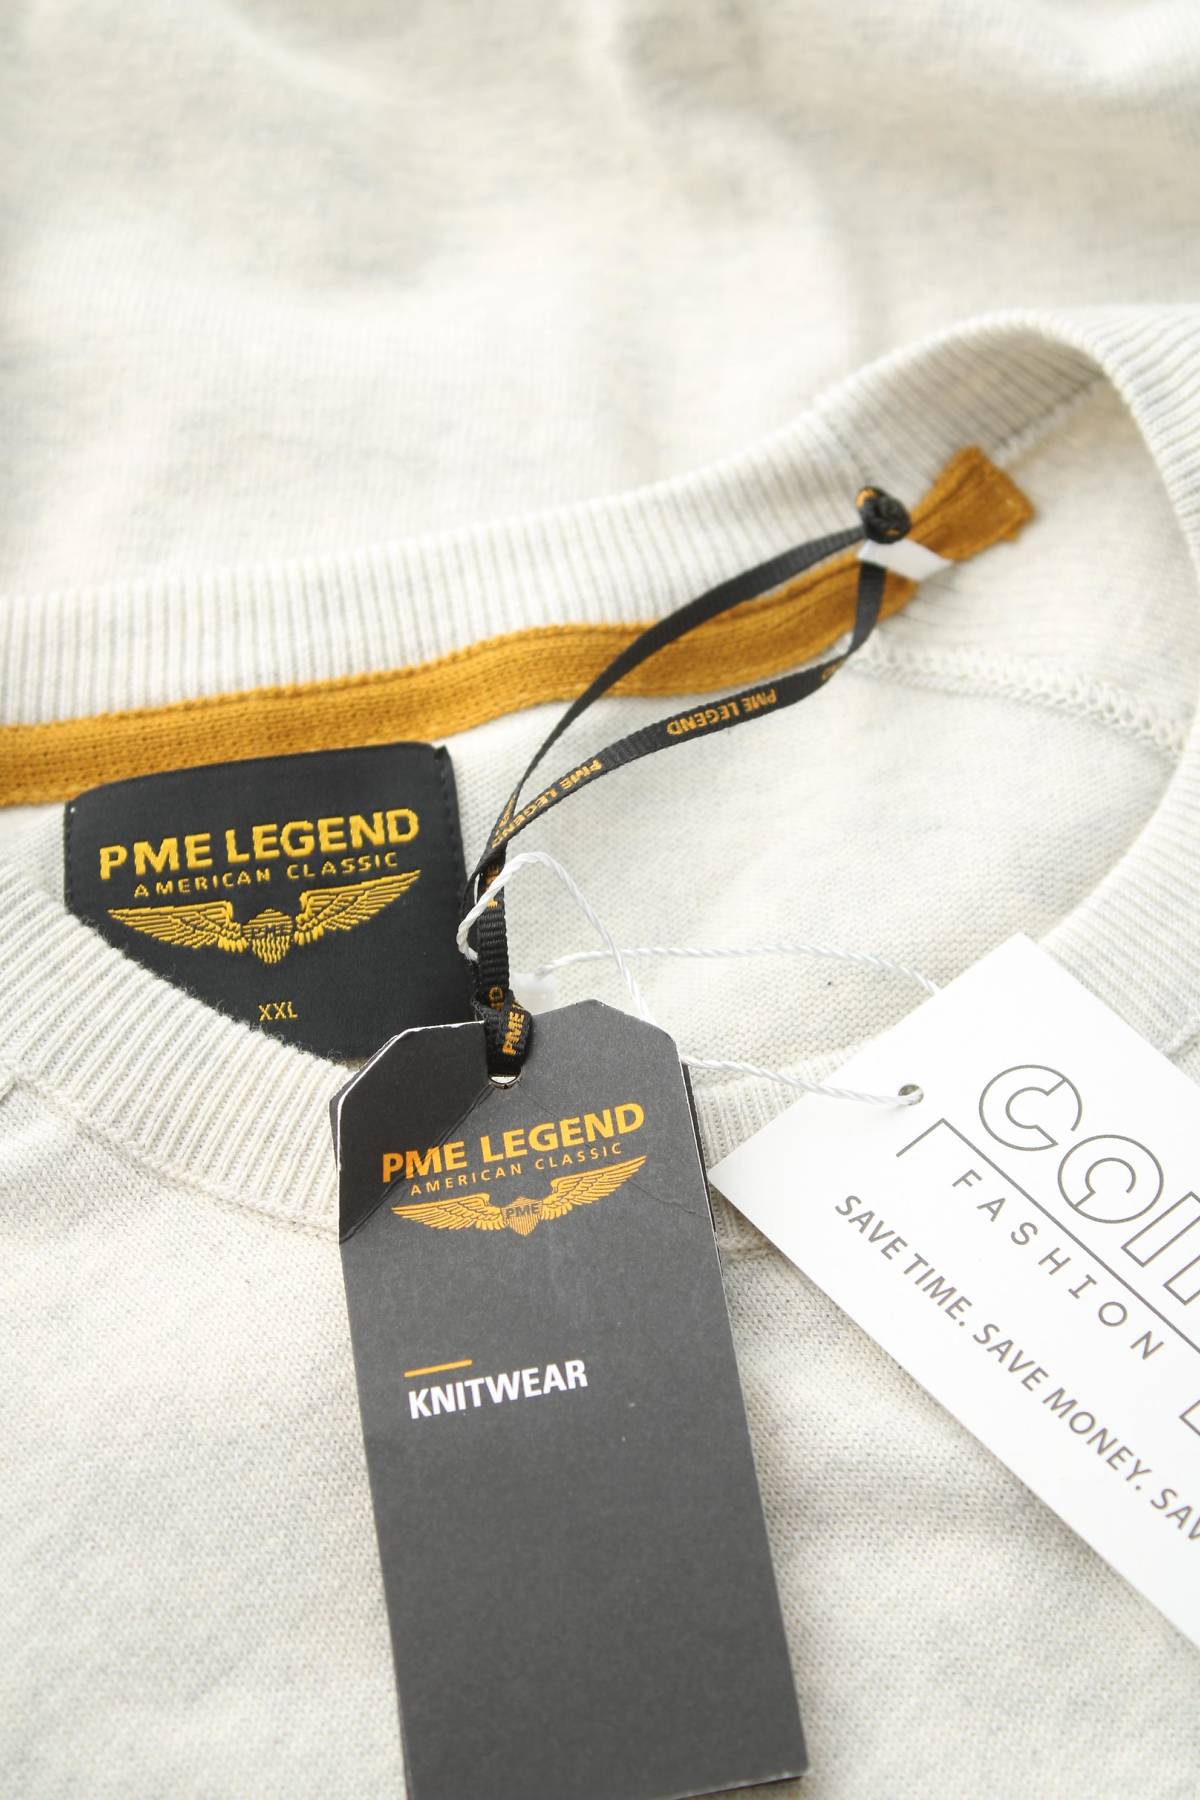 PME LEGEND
AMERICAN CLASSIC
PME
XXL
PME LEGEND
PME LEGEND
PME
PME LEGEND
AMERICAN CLASSIC
PME
KNITWEAR
FASHION
SAVE TIME. SAVE MONEY.